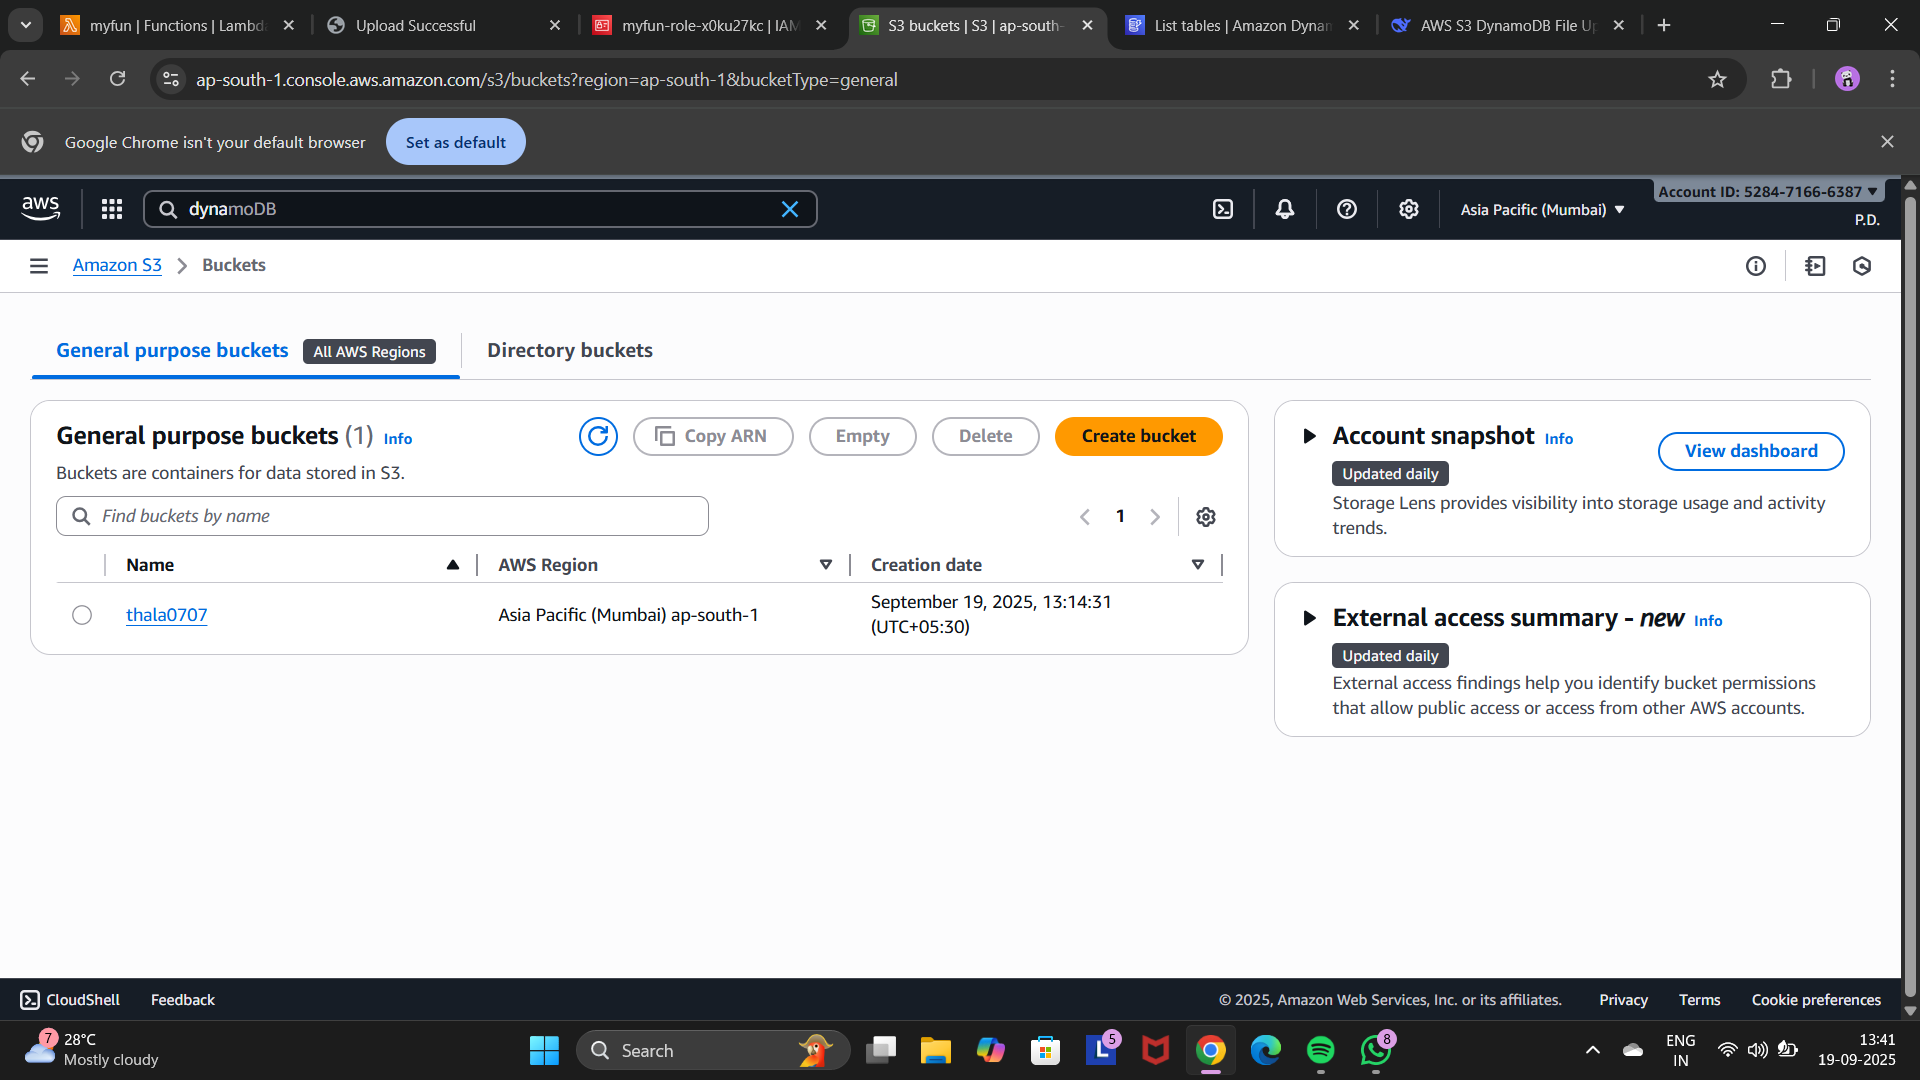 myfun | Functions | Lambd
Upload Successful
myfun-role-x0ku27kc | IAM
S3 buckets | S3 | ap-south-
List tables | Amazon Dynam
AWS S3 DynamoDB File Up
ap-south-1.console.aws.amazon.com/s3/buckets?region=ap-south-1&bucketType=general
Google Chrome isn't your default browser
Set as default
aws
dynamoDB
Asia Pacific (Mumbai)
Account ID: 5284-7166-6387
P.D.
Amazon S3
Buckets
General purpose buckets
All AWS Regions
Directory buckets
General purpose buckets (1) Info
Copy ARN
Empty
Delete
Create bucket
Buckets are containers for data stored in S3.
Find buckets by name
1
Name
AWS Region
Creation date
thala0707
Asia Pacific (Mumbai) ap-south-1
September 19, 2025, 13:14:31
(UTC+05:30)
Account snapshot Info
View dashboard
Updated daily
Storage Lens provides visibility into storage usage and activity
trends.
External access summary - new Info
Updated daily
External access findings help you identify bucket permissions
that allow public access or access from other AWS accounts.
CloudShell
Feedback
© 2025, Amazon Web Services, Inc. or its affiliates.
Privacy
Terms
Cookie preferences
7
28°C
Mostly cloudy
Search
L
5
8
ENG
IN
13:41
19-09-2025